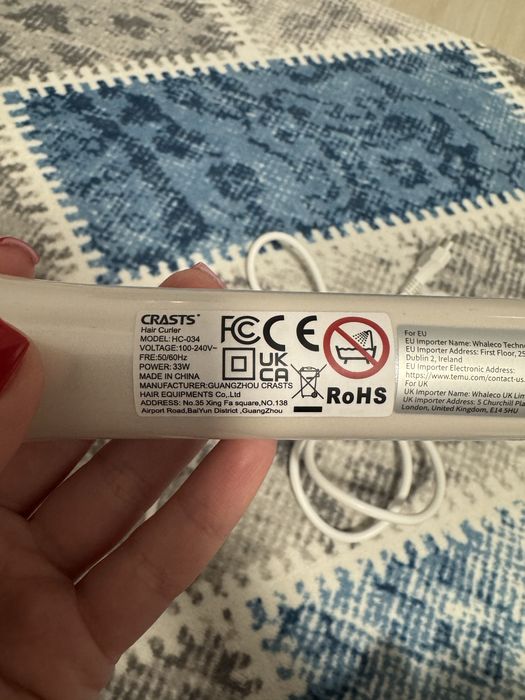 CRASTS®
Hair Curler
MODEL: HC-034
VOLTAGE:100-240V~
FRE:50/60Hz
POWER: 33W
MADE IN CHINA
MANUFACTURER:GUANGZHOU CRASTS
HAIR EQUIPMENTS CO,.Ltd
ADDRESS: No.35 Xing Fa square,NO.138
Airport Road,BaiYun District ,GuangZhou
FC CE
UK
CA
RoHS
For EU
EU Importer Name: Whaleco Techno
EU Importer Address: First Floor, 25
Dublin 2, Ireland
EU Importer Electronic Address:
https://www.temu.com/contact-us
For UK
UK Importer Name: Whaleco UK Lim
UK Importer Address: 5 Churchill Pla
London, United Kingdom, E14 5HU